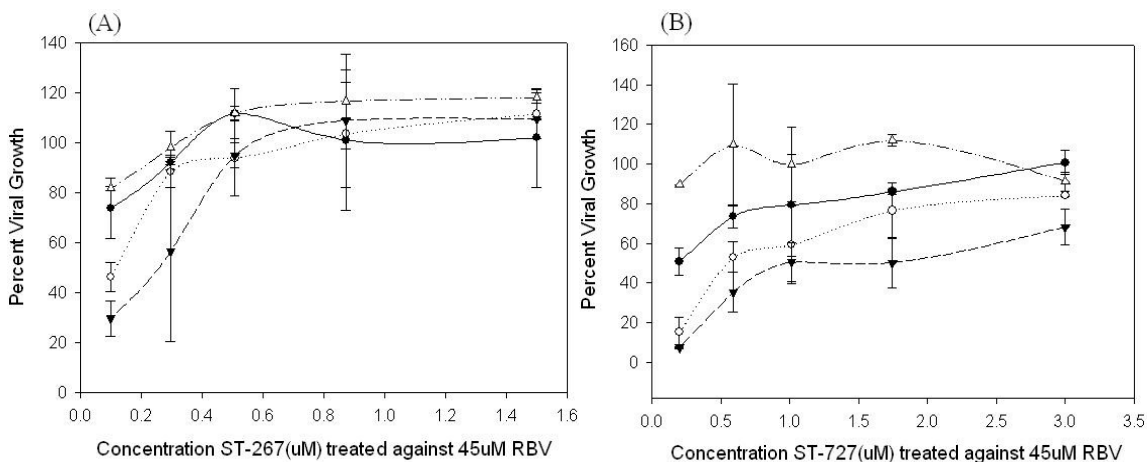 (A)
140
120
100
80
60
40
20
0
Percent Viral Growth
0.0 0.2 0.4 0.6 0.8 1.0 1.2 1.4 1.6
Concentration ST-267(uM) treated against 45uM RBV
(B)
160
140
120
100
80
60
40
20
0
Percent Viral Growth
0.0 0.5 1.0 1.5 2.0 2.5 3.0 3.5
Concentration ST-727(uM) treated against 45uM RBV